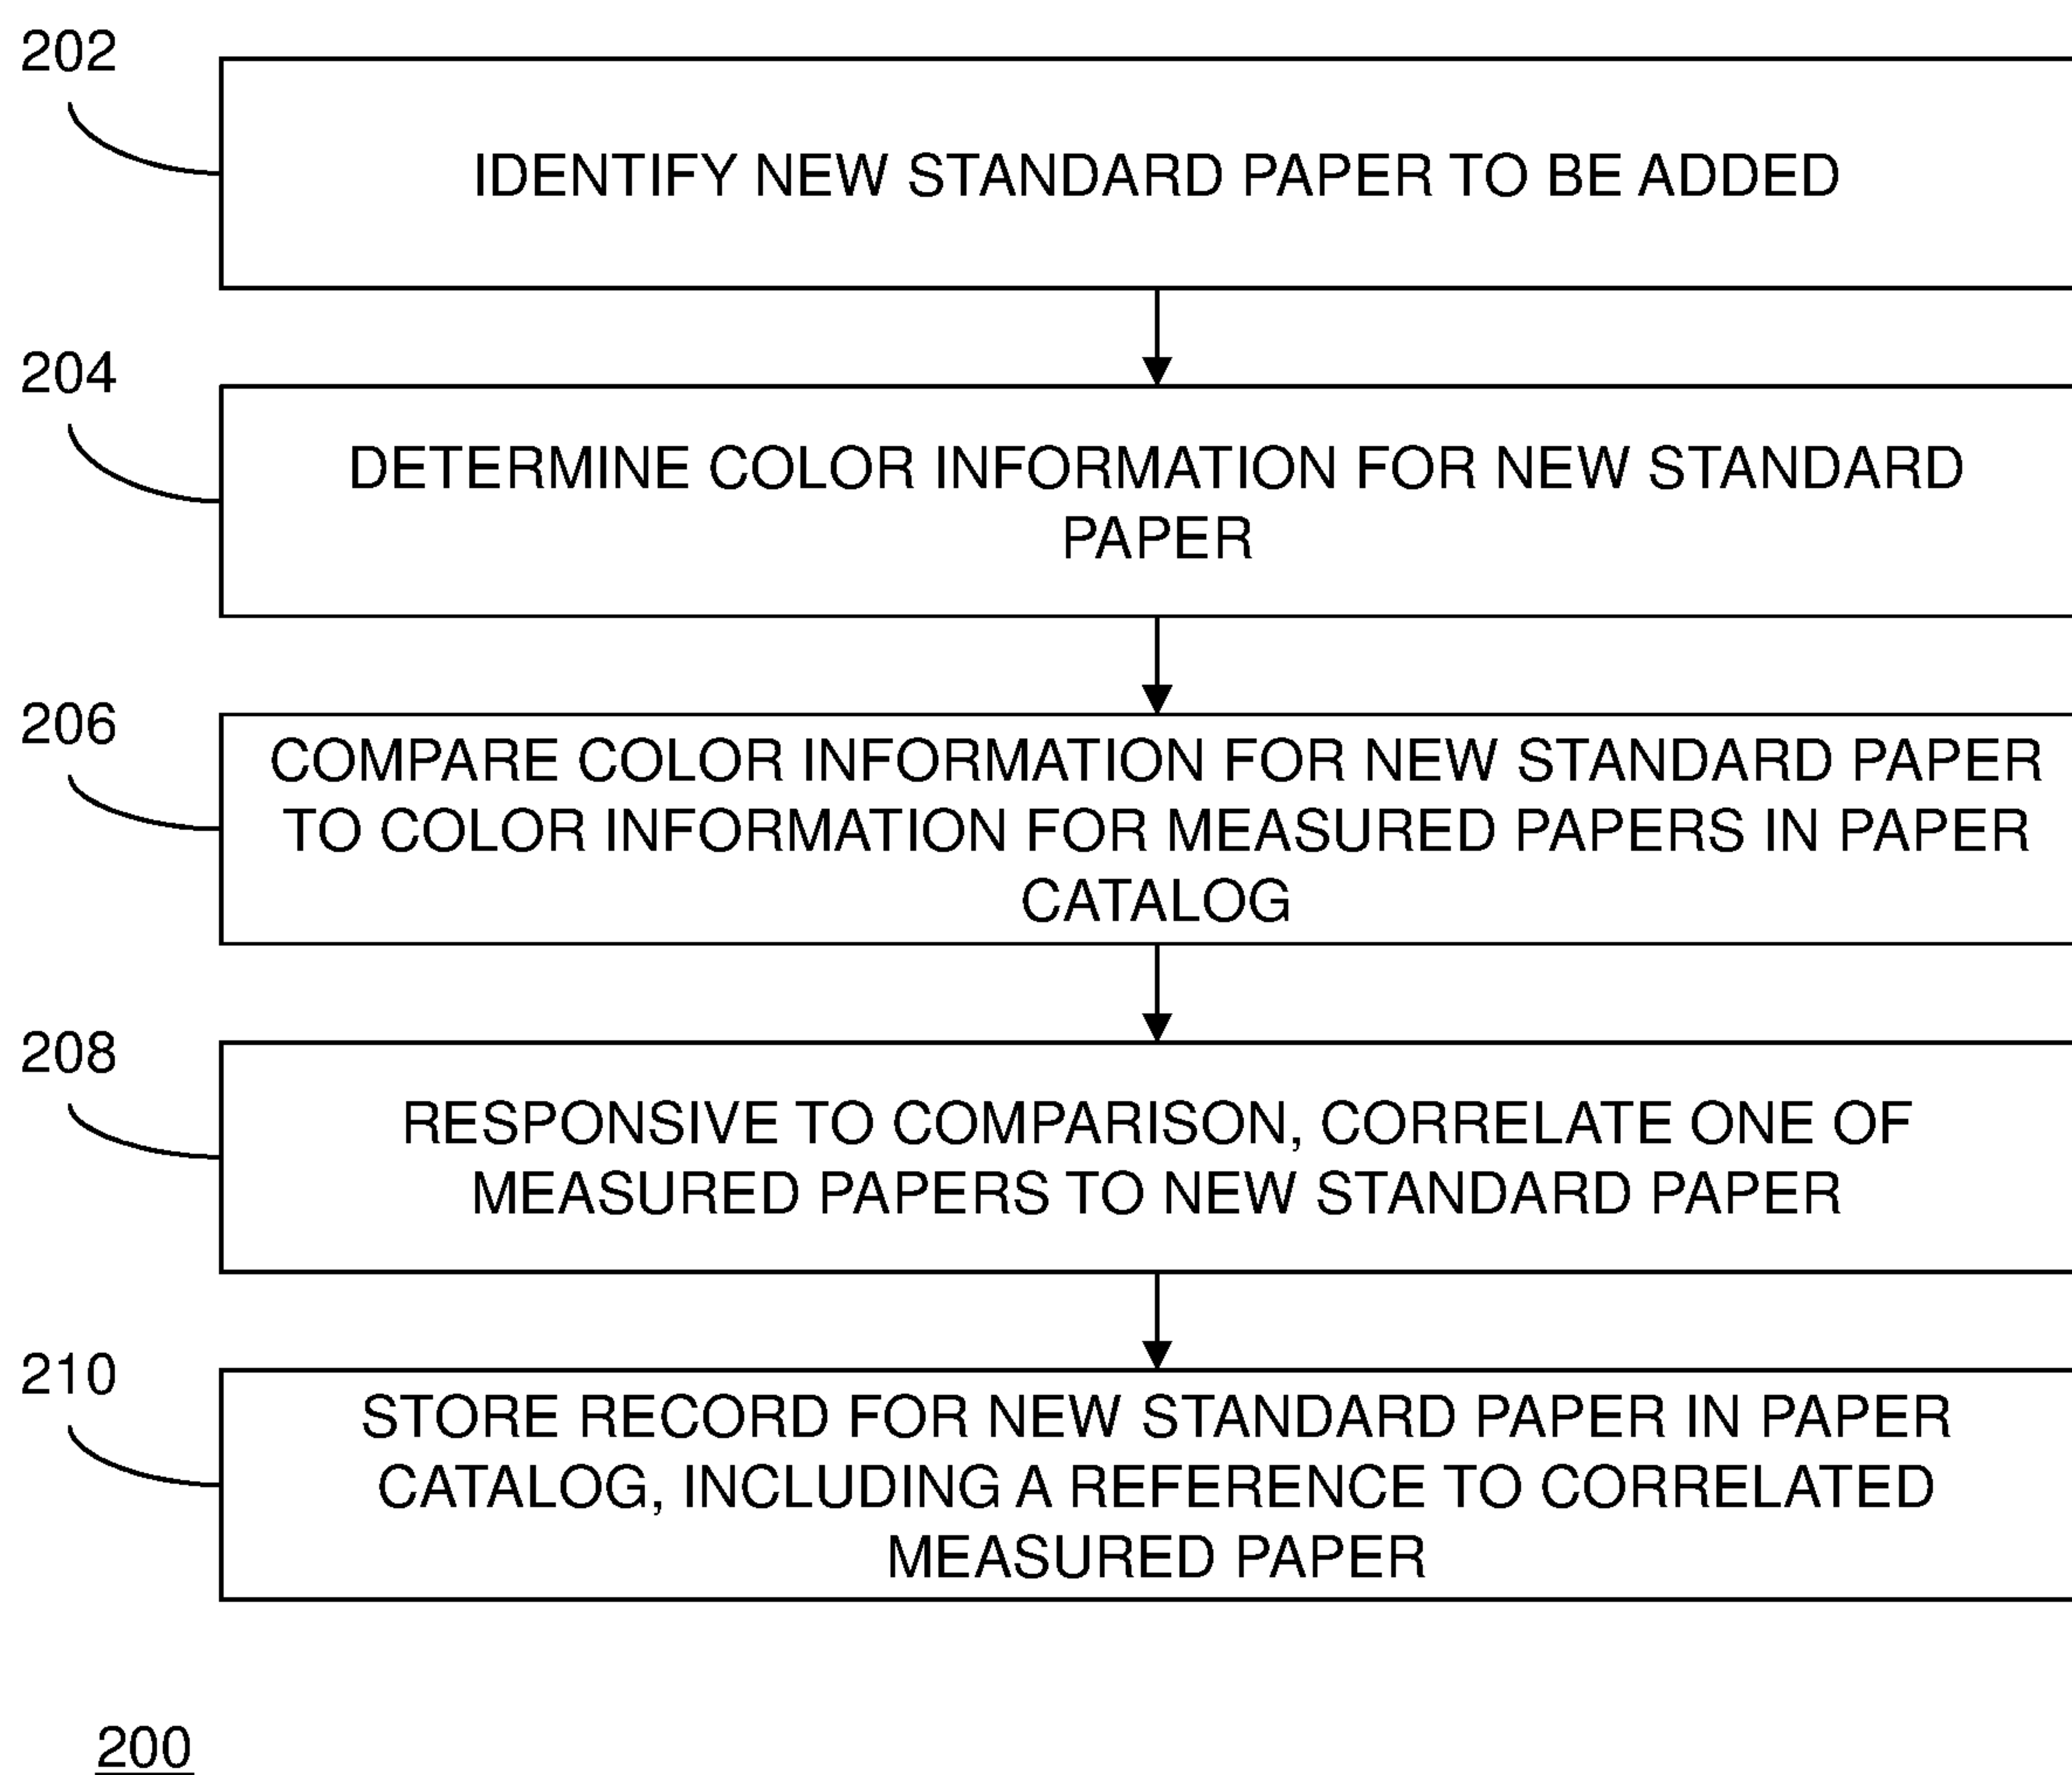 202
IDENTIFY NEW STANDARD PAPER TO BE ADDED
204
DETERMINE COLOR INFORMATION FOR NEW STANDARD
PAPER
206
COMPARE COLOR INFORMATION FOR NEW STANDARD PAPER
TO COLOR INFORMATION FOR MEASURED PAPERS IN PAPER
CATALOG
208
RESPONSIVE TO COMPARISON, CORRELATE ONE OF
MEASURED PAPERS TO NEW STANDARD PAPER
210
STORE RECORD FOR NEW STANDARD PAPER IN PAPER
CATALOG, INCLUDING A REFERENCE TO CORRELATED
MEASURED PAPER
200